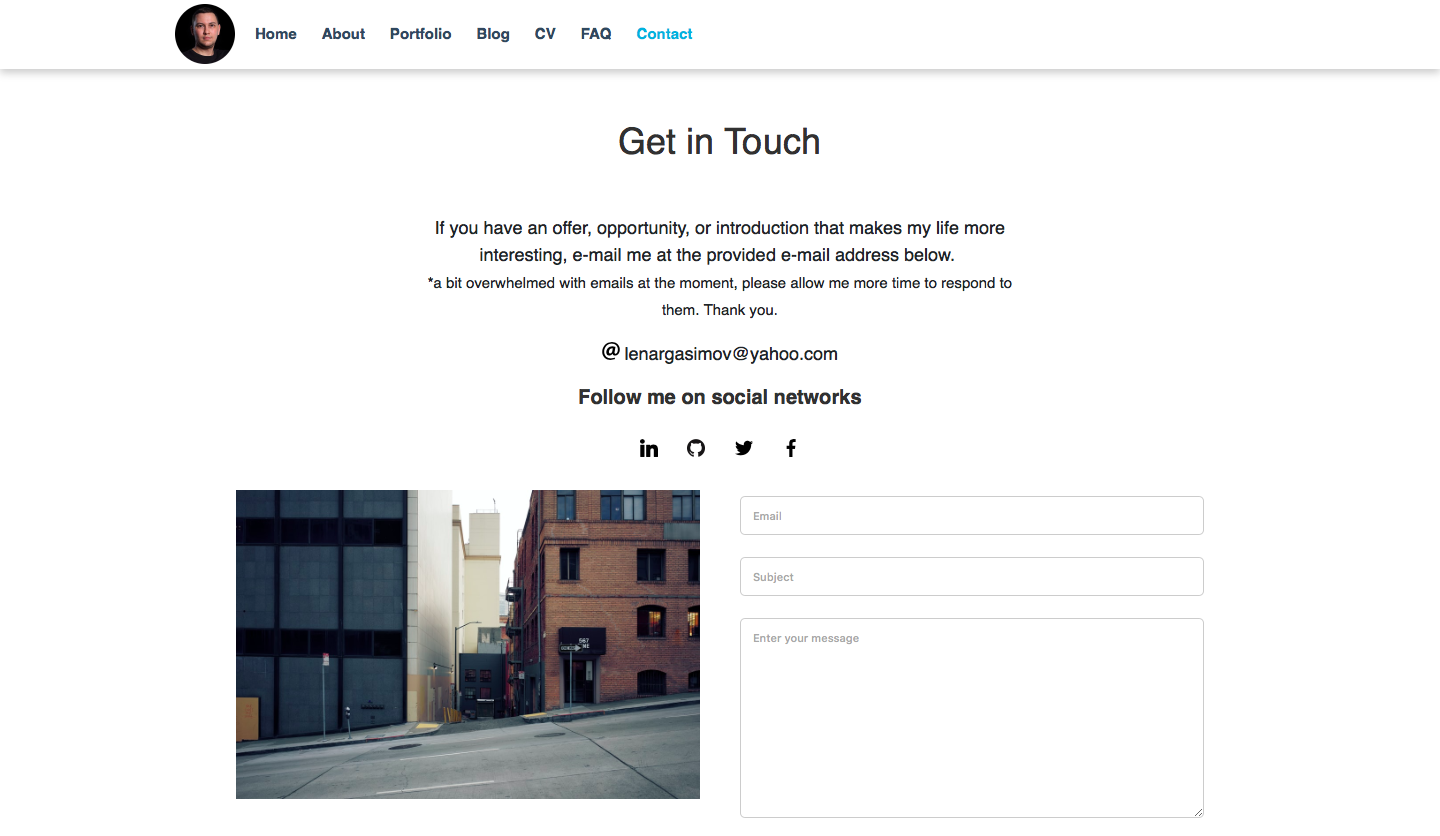 Home About Portfolio Blog CV FAQ Contact
Get in Touch
If you have an offer, opportunity, or introduction that makes my life more
interesting, e-mail me at the provided e-mail address below.
*a bit overwhelmed with emails at the moment, please allow me more time to respond to
them. Thank you.
@ lenargasimov@yahoo.com
Follow me on social networks
Email
Subject
Enter your message
567